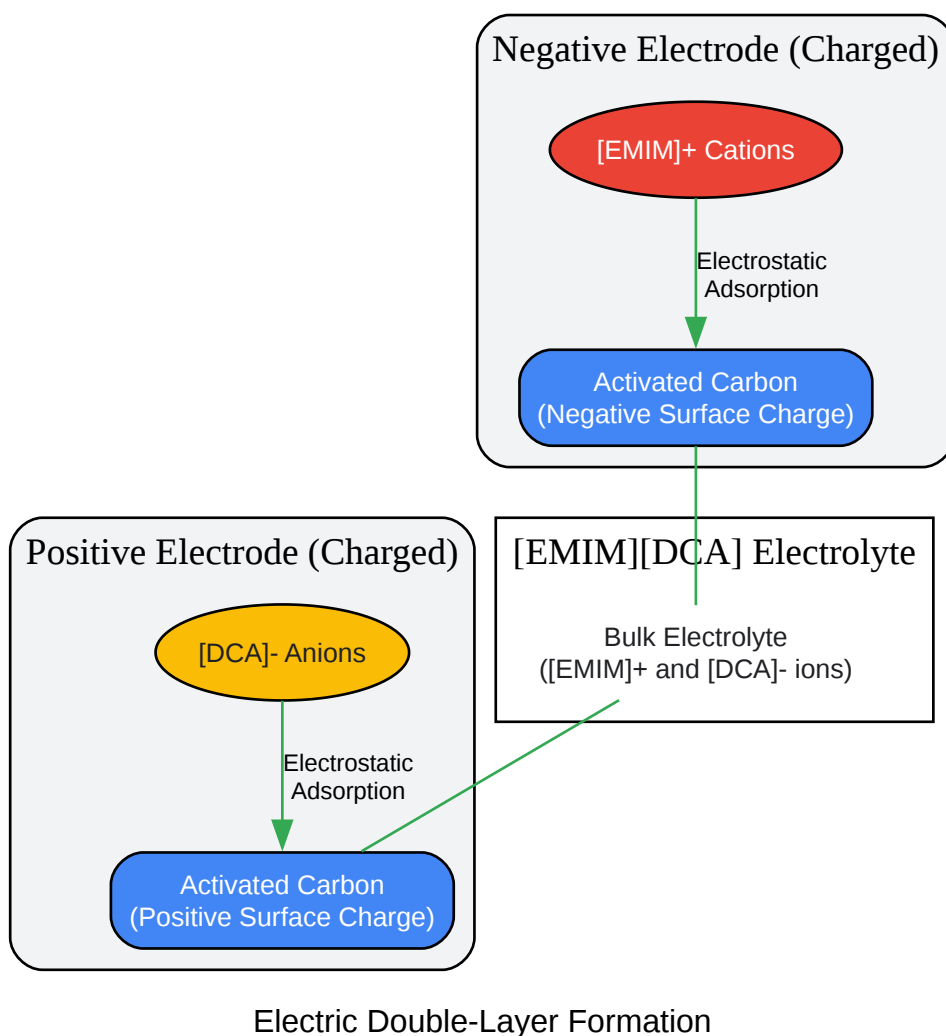 Negative Electrode (Charged)
[EMIM]+ Cations
Electrostatic
Adsorption
Activated Carbon
(Negative Surface Charge)
Positive Electrode (Charged)
[DCA]- Anions
Electrostatic
Adsorption
Activated Carbon
(Positive Surface Charge)
[EMIM][DCA] Electrolyte
Bulk Electrolyte
([EMIM]+ and [DCA]- ions)
Electric Double-Layer Formation